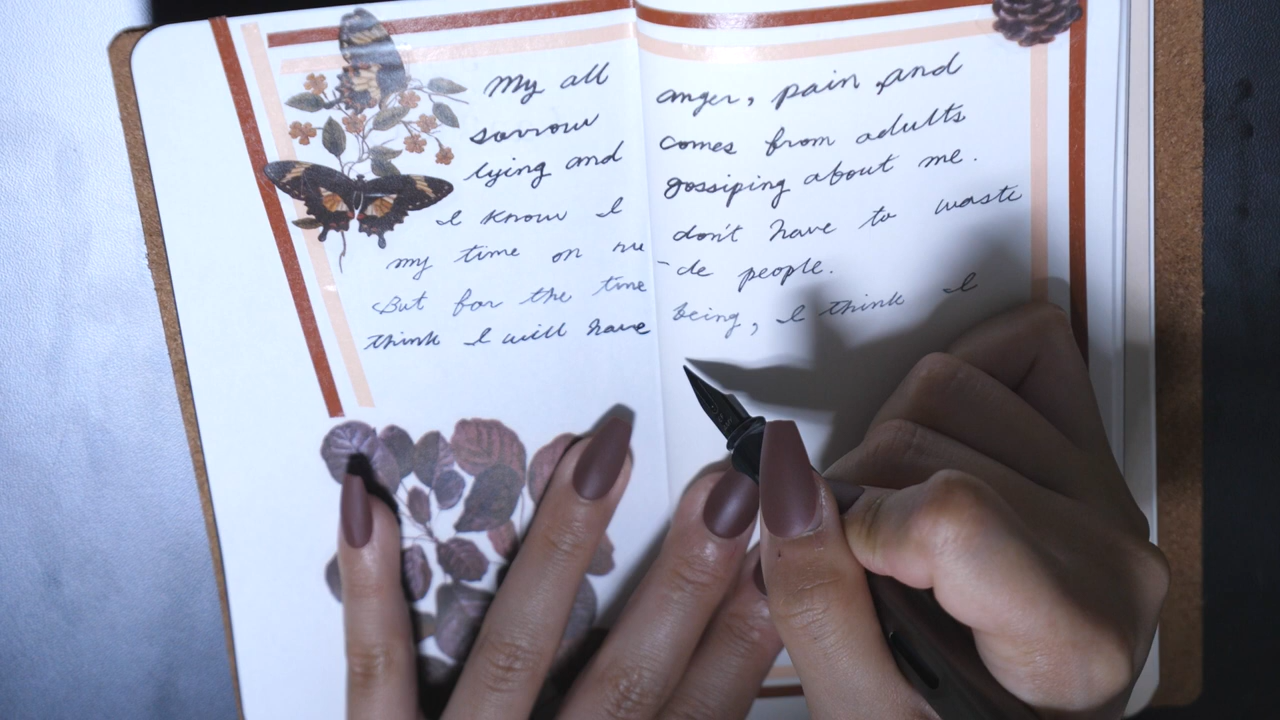 My all anger, pain and
sorrow comes from adults
lying and gossiping about me.
I know I don't have to waste
my time on ru-de people.
But for the time being, I think I
think I will have